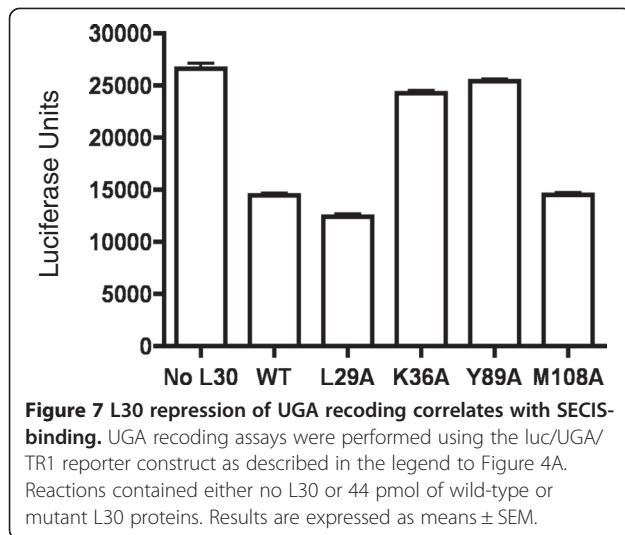 30000
25000
20000
15000
10000
5000
0
Luciferase Units
No L30 WT L29A K36A Y89A M108A
Figure 7 L30 repression of UGA recoding correlates with SECIS-
binding. UGA recoding assays were performed using the luc/UGA/
TR1 reporter construct as described in the legend to Figure 4A.
Reactions contained either no L30 or 44 pmol of wild-type or
mutant L30 proteins. Results are expressed as means ± SEM.